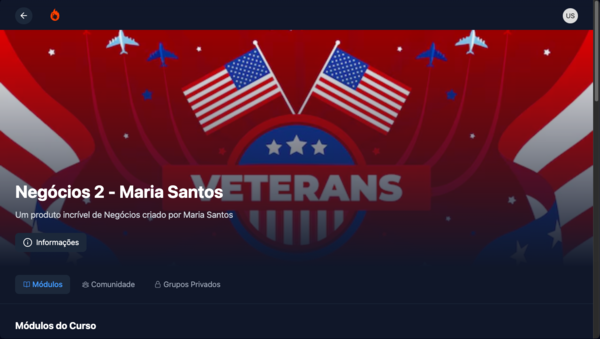 US
VETERANS
Negócios 2 - Maria Santos
Um produto incrível de Negócios criado por Maria Santos
Informações
Módulos
Comunidade
Grupos Privados
Módulos do Curso